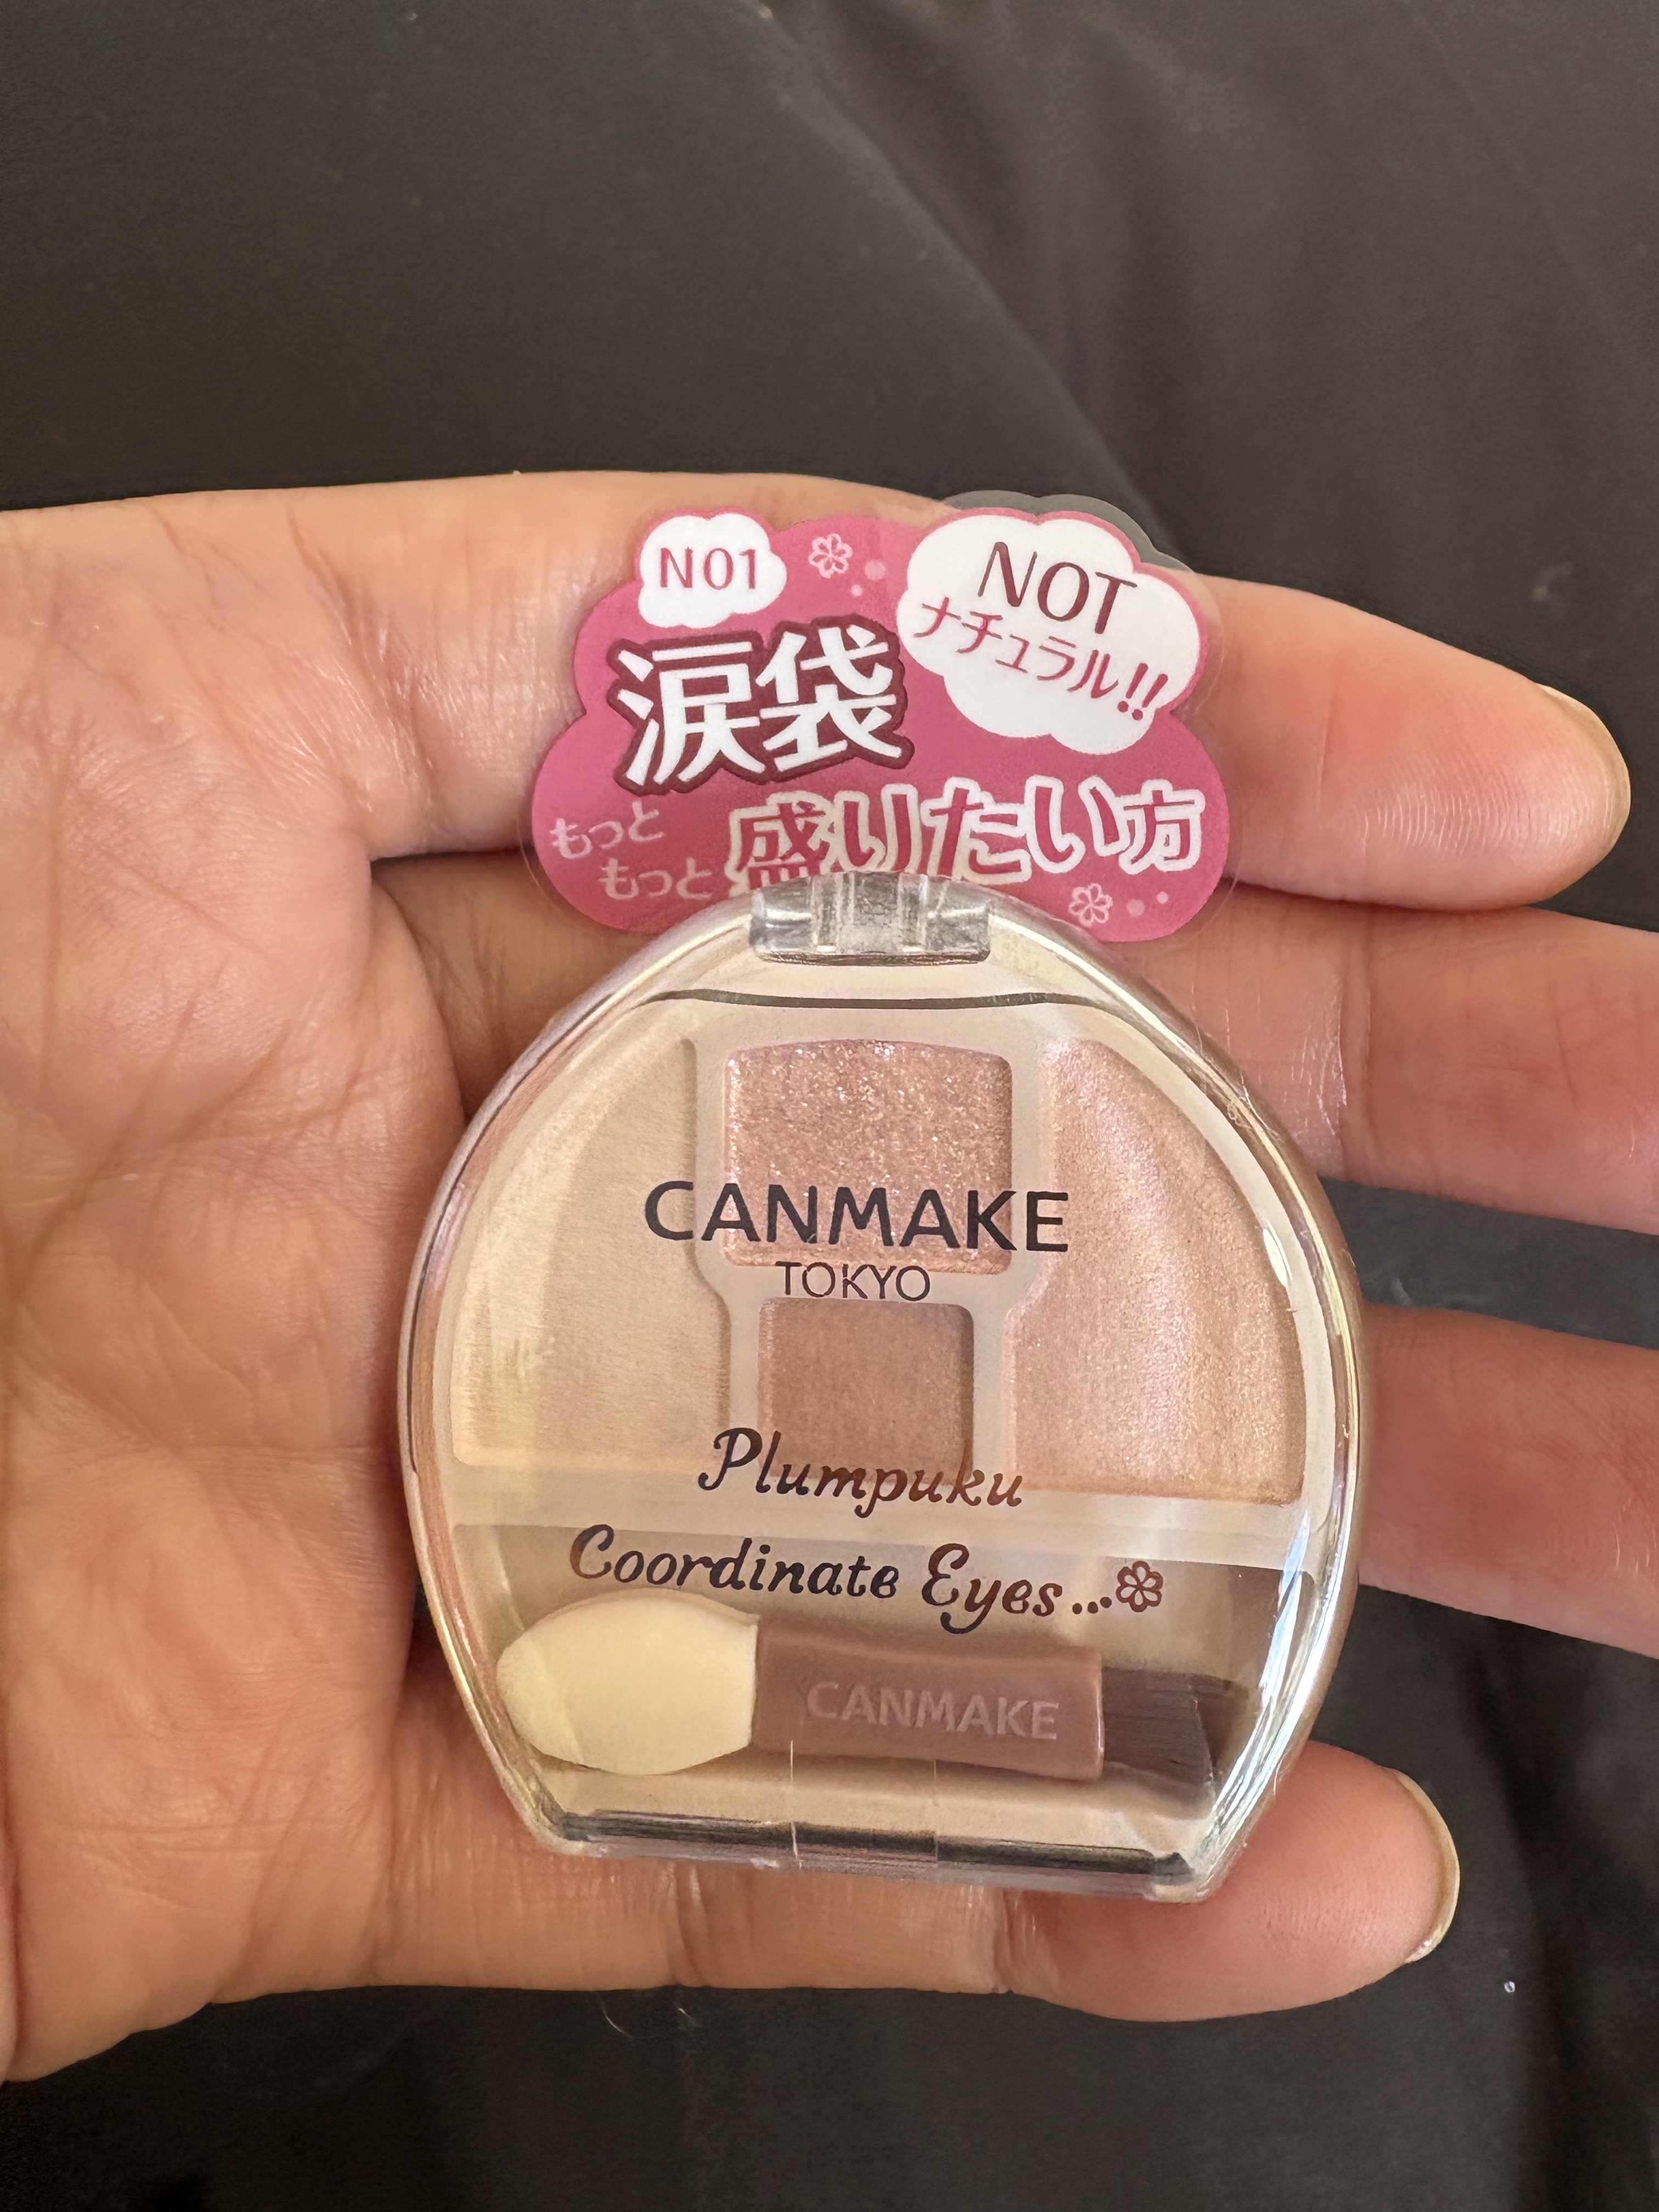 N01
NOT
ナチュラル!!
涙袋
もっと
もっと盛りたい方
CANMAKE
TOKYO
Plumpuku
Coordinate Eyes...
CANMAKE